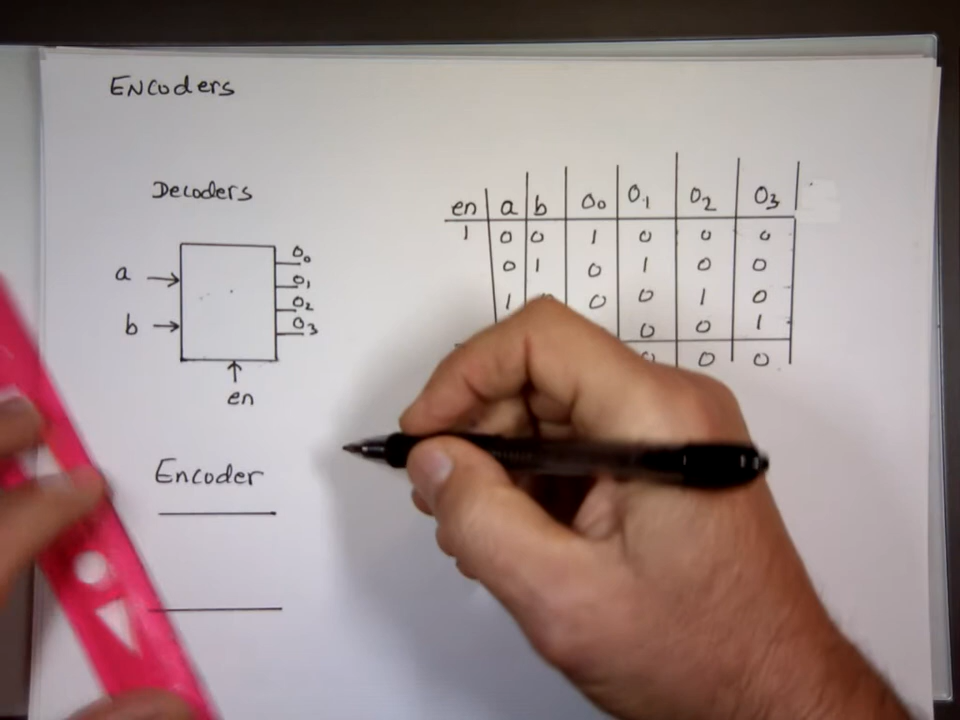 ENCoders
Decoders
a
b
O0
O1
O2
O3
en
en a b O0 O1 O2 O3
1 0 0 1 0 0 0
0 1 0 1 0 0
1 0 0 1 0
0 0 1
0 0 0
Encoder